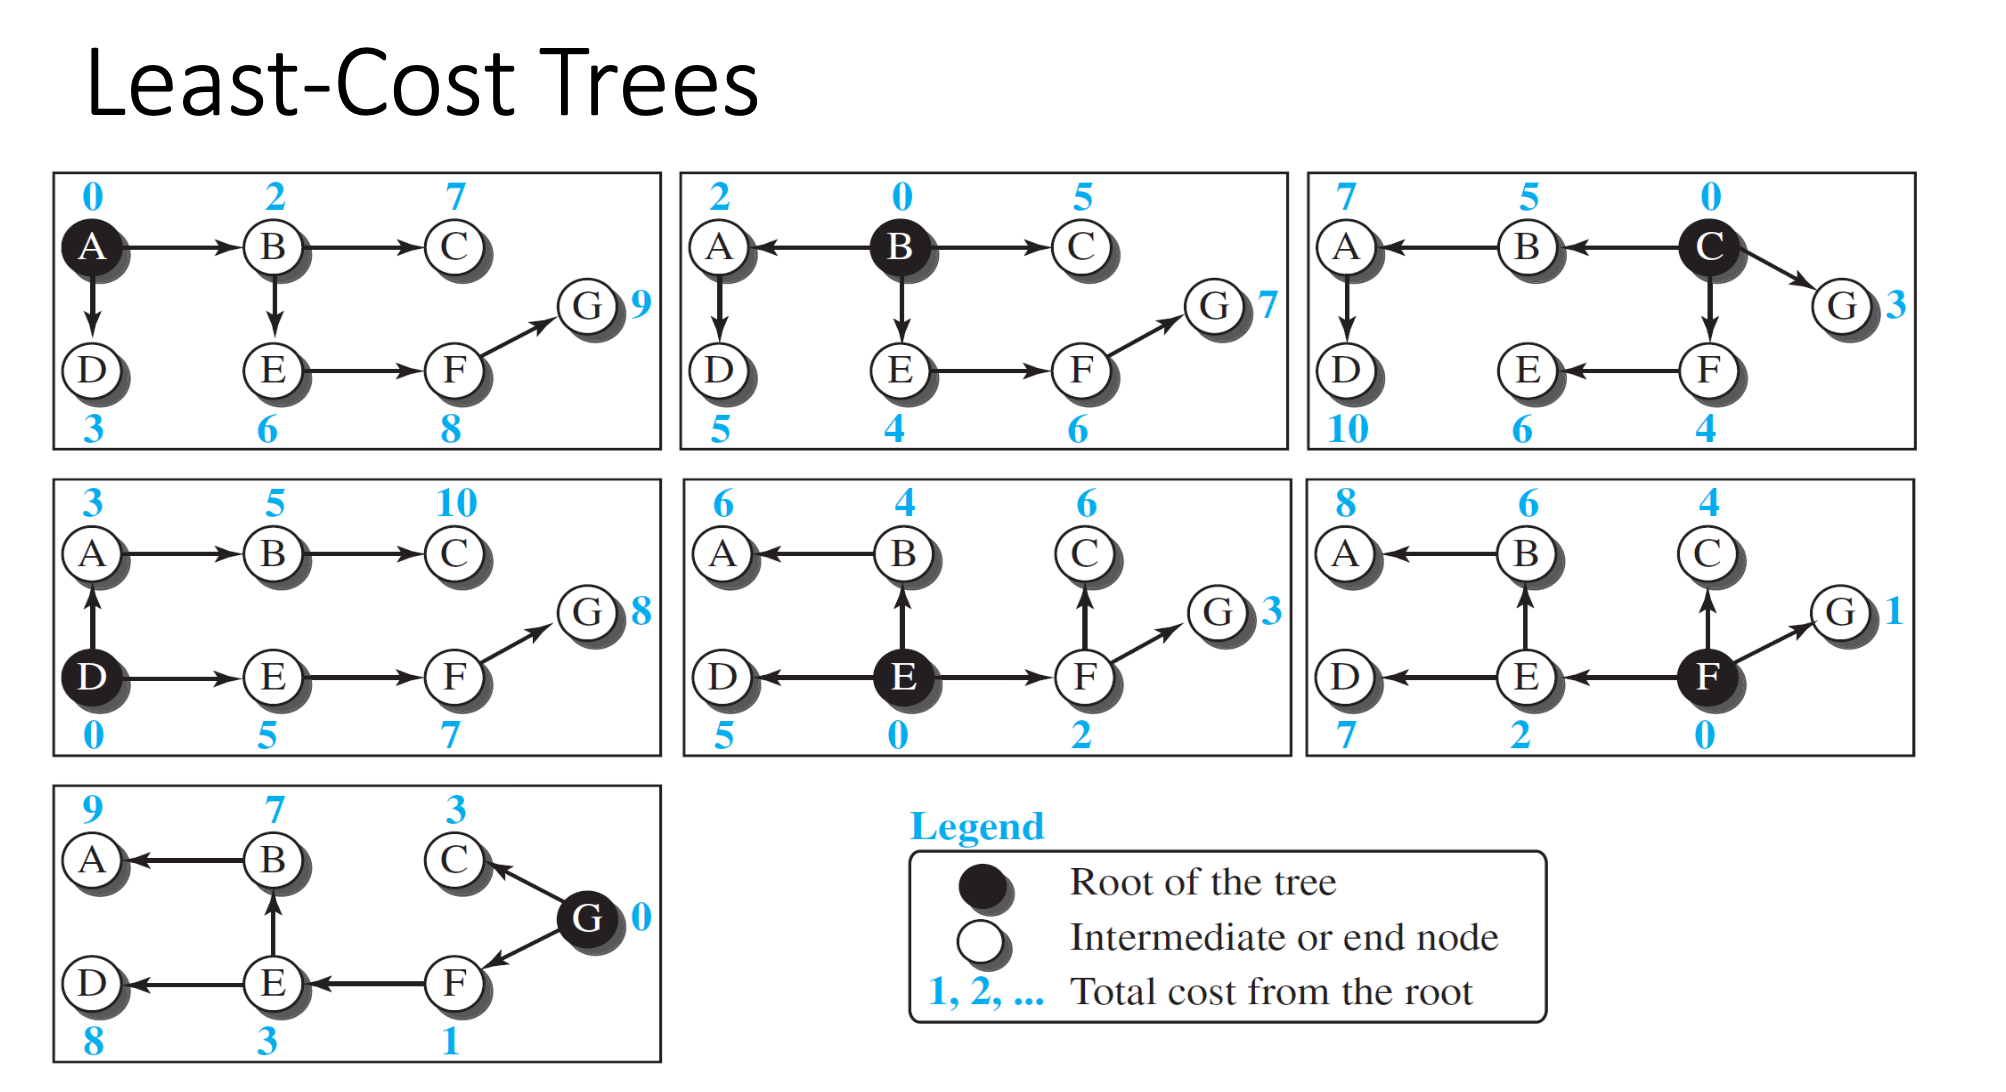 Least-Cost Trees
0 2 7
A B C
G 9
D E F
3 6 8
2 0 5
A B C
G 7
D E F
5 4 6
7 5 0
A B C
G 3
D E F
10 6 4
3 5 10
A B C
G 8
D E F
0 5 7
6 4 6
A B C
G 3
D E F
5 0 2
8 6 4
A B C
G 1
D E F
7 2 0
9 7 3
A B C
G 0
D E F
8 3 1
Legend
Root of the tree
Intermediate or end node
1, 2, ... Total cost from the root